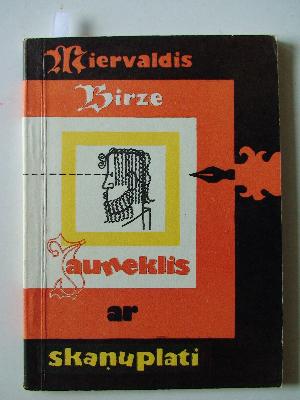 Miervaldis
Birze
Jauneklis
ar
skaņuplati